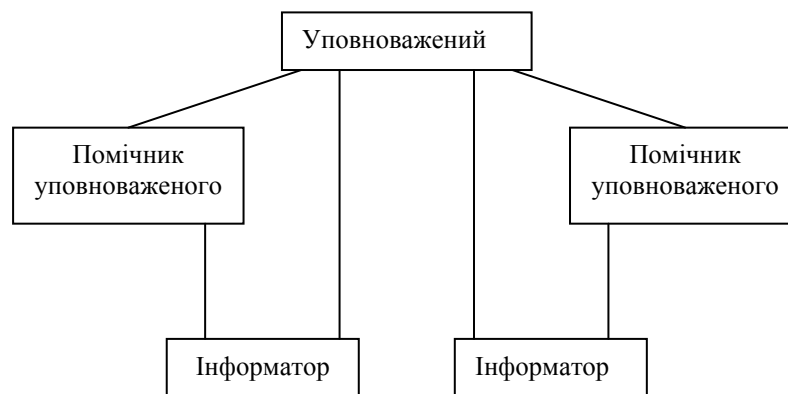 Уповноважений
Помічник
уповноваженого
Помічник
уповноваженого
Інформатор
Інформатор